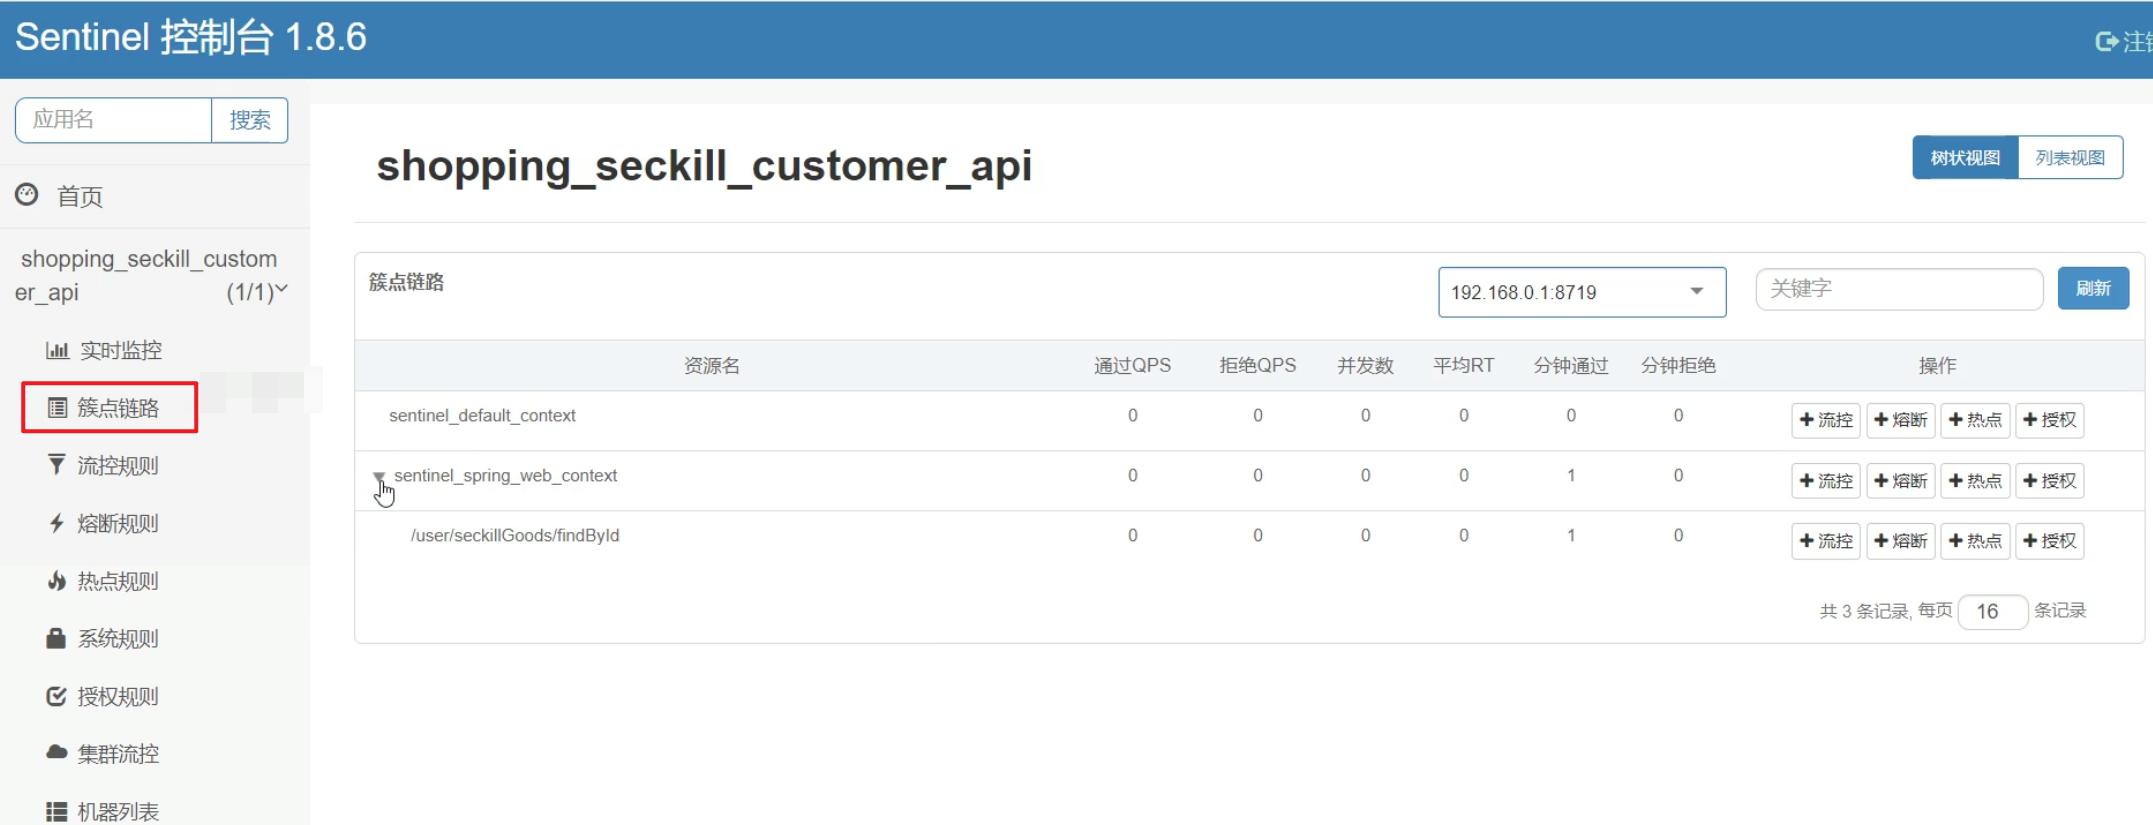 Sentinel 控制台 1.8.6
应用名
搜索
首页
shopping_seckill_custom
er_api (1/1)
实时监控
簇点链路
流控规则
熔断规则
热点规则
系统规则
授权规则
集群流控
机器列表
shopping_seckill_customer_api
树状视图 列表视图
簇点链路 192.168.0.1:8719 关键字 刷新
资源名 通过QPS 拒绝QPS 并发数 平均RT 分钟通过 分钟拒绝 操作
sentinel_default_context 0 0 0 0 0 0 流控 熔断 热点 授权
sentinel_spring_web_context 0 0 0 0 1 0 流控 熔断 热点 授权
/user/seckillGoods/findById 0 0 0 0 1 0 流控 熔断 热点 授权
共 3 条记录, 每页 16 条记录